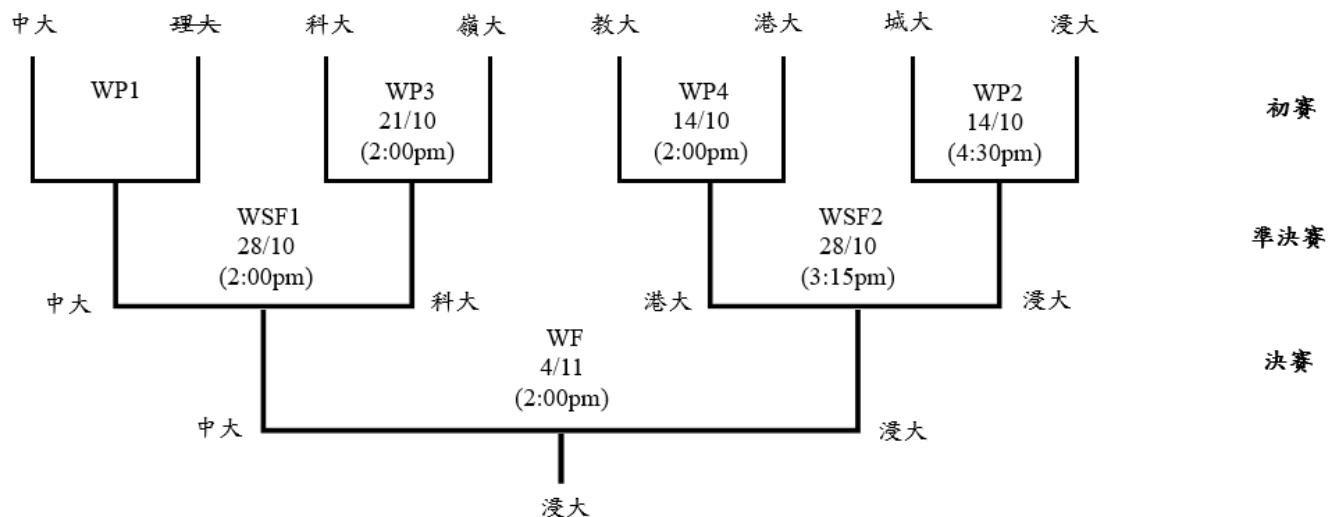 中大 理大 科大 嶺大 教大 港大 城大 浸大
WP1 WP3 WP4 WP2 初賽
21/10 14/10 14/10
(2:00pm) (2:00pm) (4:30pm)
WSF1 WSF2 準決賽
28/10 28/10
(2:00pm) (3:15pm)
中大 科大 港大 浸大
WF 決賽
4/11
(2:00pm)
中大 浸大
浸大